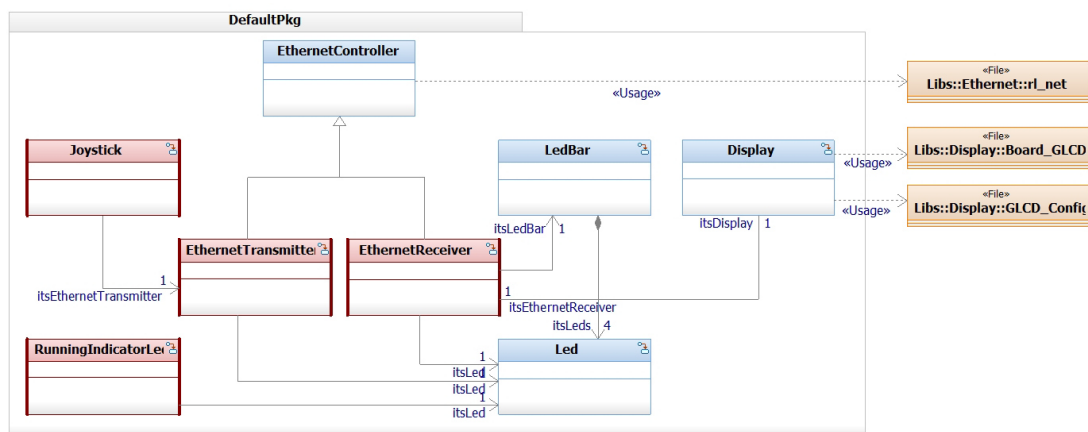 DefaultPkg
EthernetController
«File»
Libs::Ethernet::rl_net
«Usage»
«File»
Libs::Display::Board_GLCD
«Usage»
«File»
Libs::Display::GLCD_Config
«Usage»
Joystick
LedBar
Display
itsLedBar 1
itsDisplay 1
EthernetTransmitte
EthernetReceiver
1
itsEthernetTransmitter
1
itsEthernetReceiver
itsLeds 4
RunningIndicatorLe
Led
1
itsLed
1
itsLed
1
itsLed